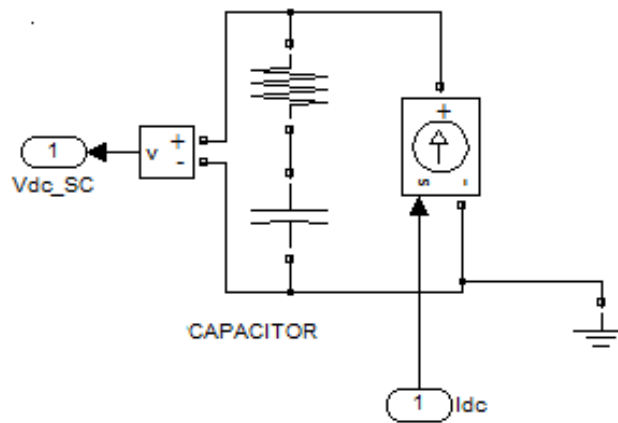 +
+
v
-
1
Vdc_SC
s
-
CAPACITOR
1
Idc